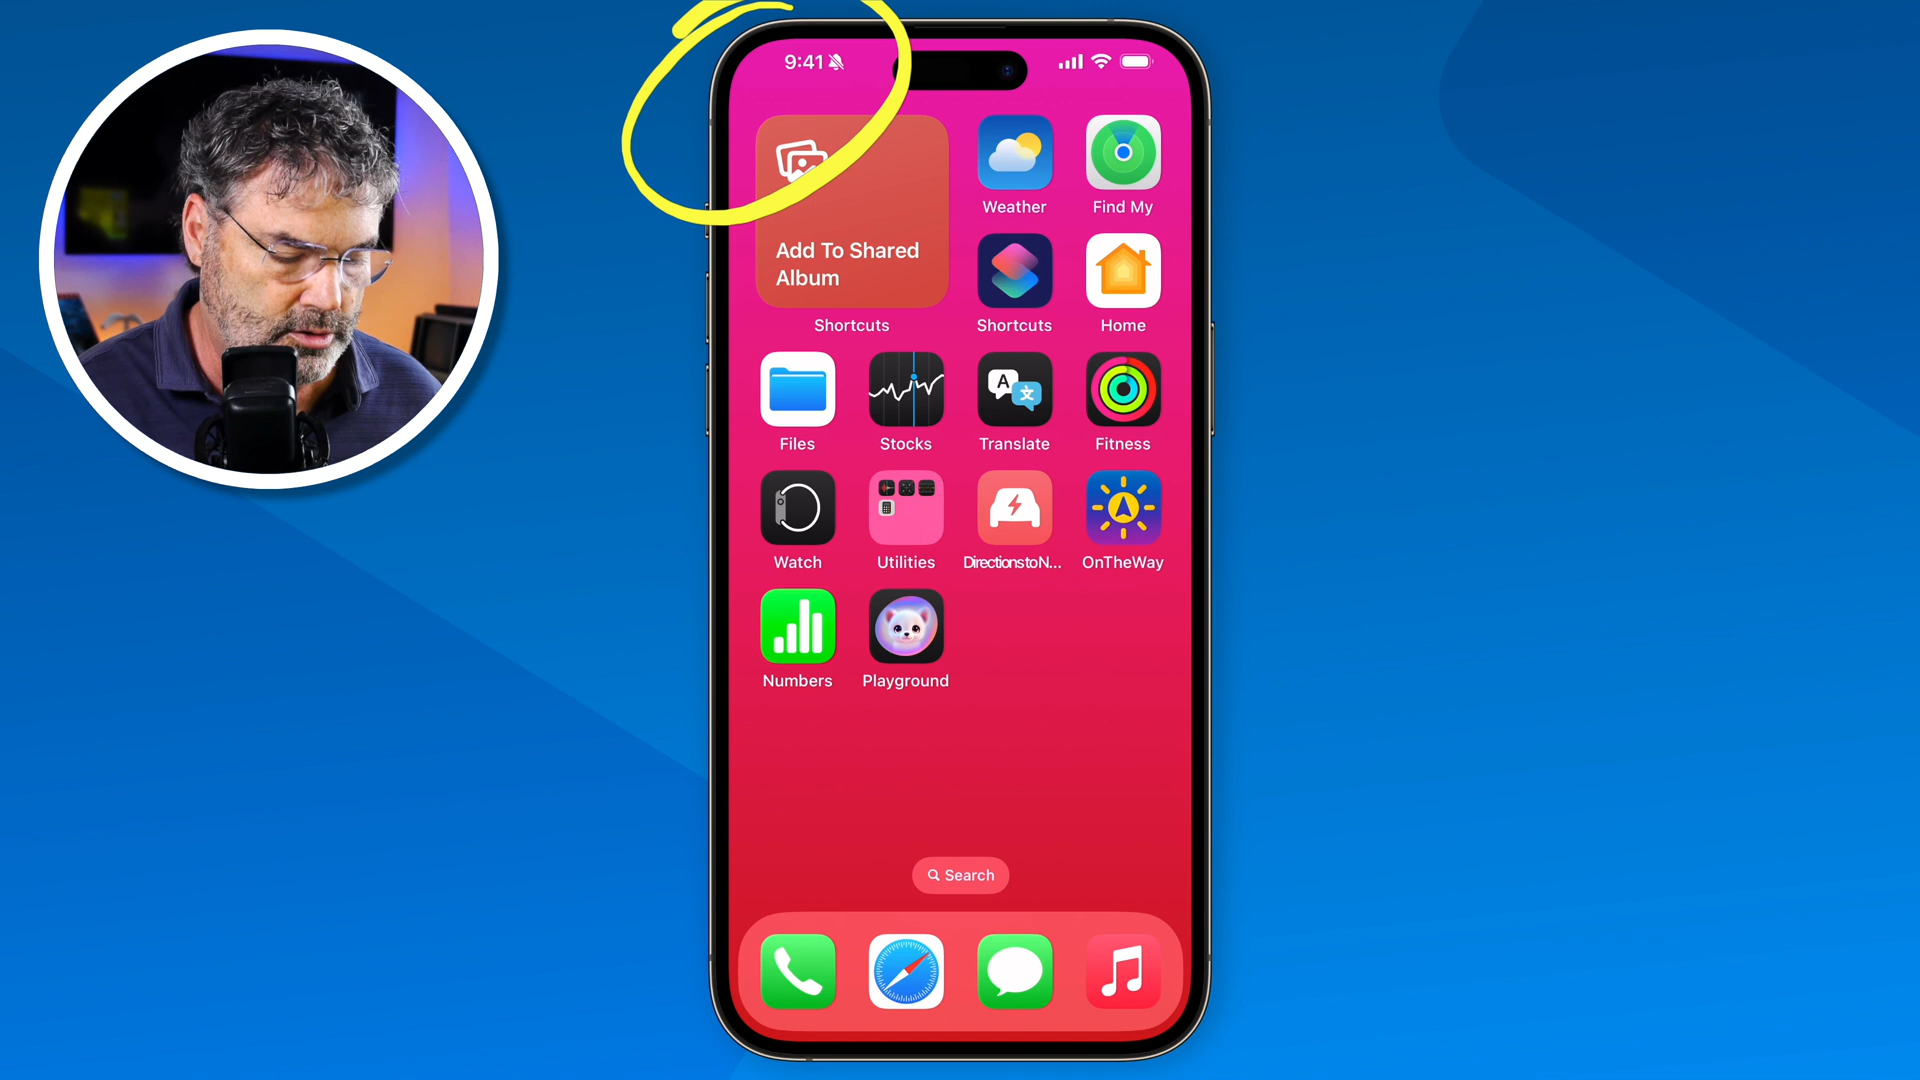 9:41
Add To Shared
Album
Shortcuts
Weather
Find My
Shortcuts
Home
Files
Stocks
A
文
Translate
Fitness
Watch
Utilities
DirectionstoN...
OnTheWay
Numbers
Playground
Search